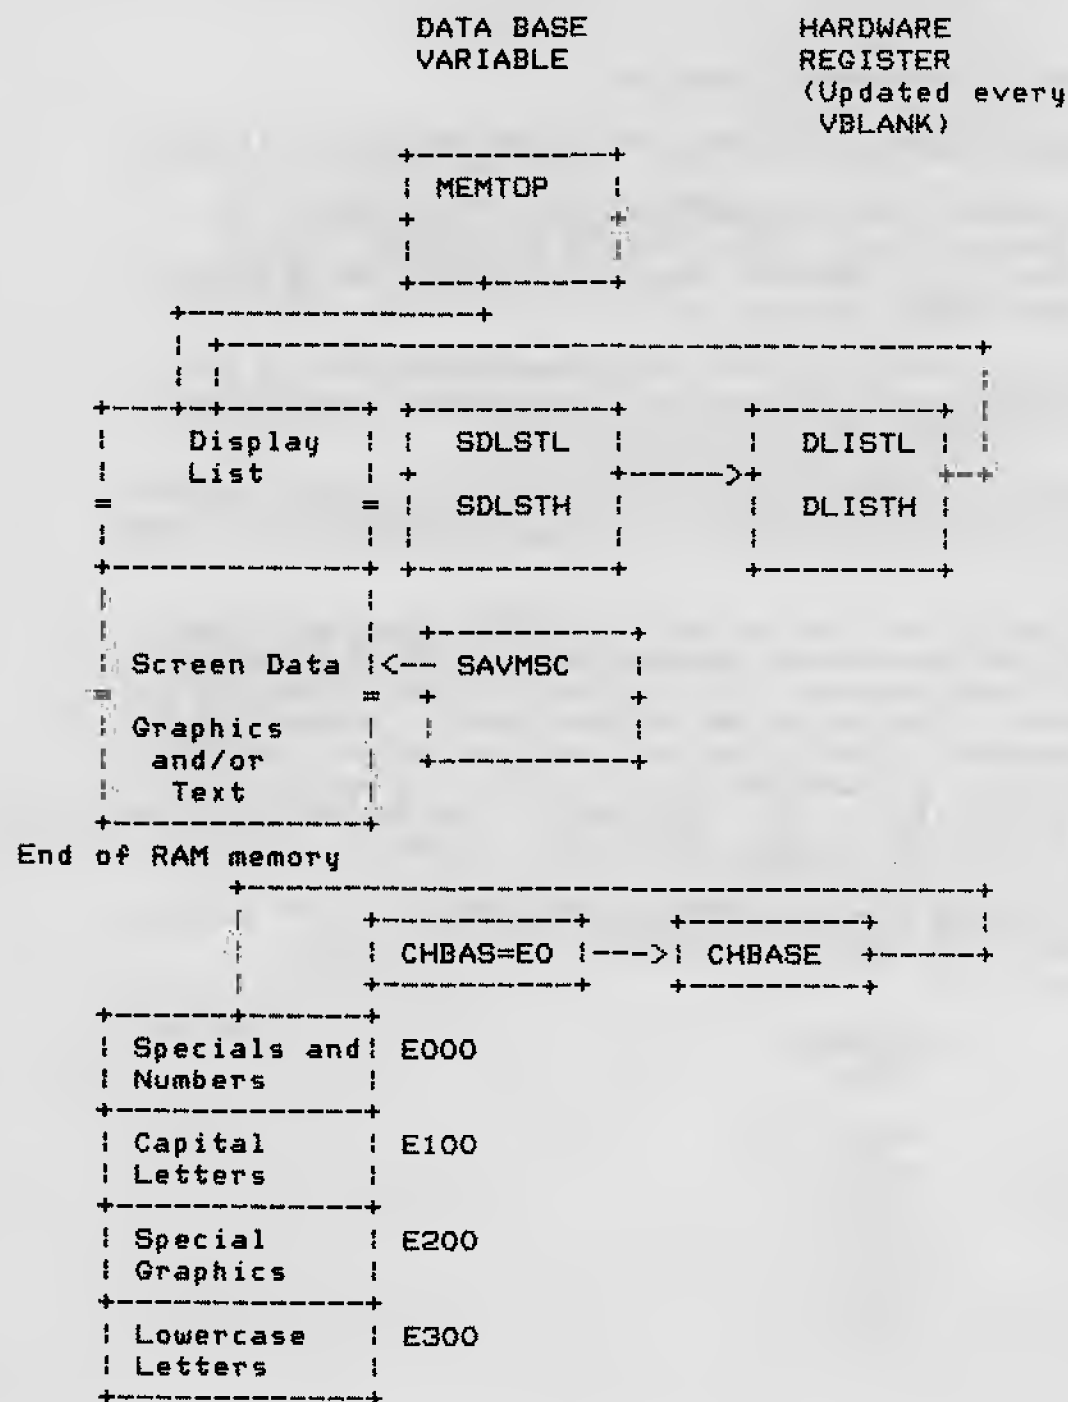 DATA BASE HARDWARE
VARIABLE REGISTER
(Updated every
VBLANK)
MEMTOP
Display SDLSTL DLISTL
List
SDLSTH DLISTH
Screen Data <-- SAVMSC
Graphics
and/or
Text
End of RAM memory
CHBAS=E0 ---> CHBASE
Specials and E000
Numbers
Capital E100
Letters
Special E200
Graphics
Lowercase E300
Letters